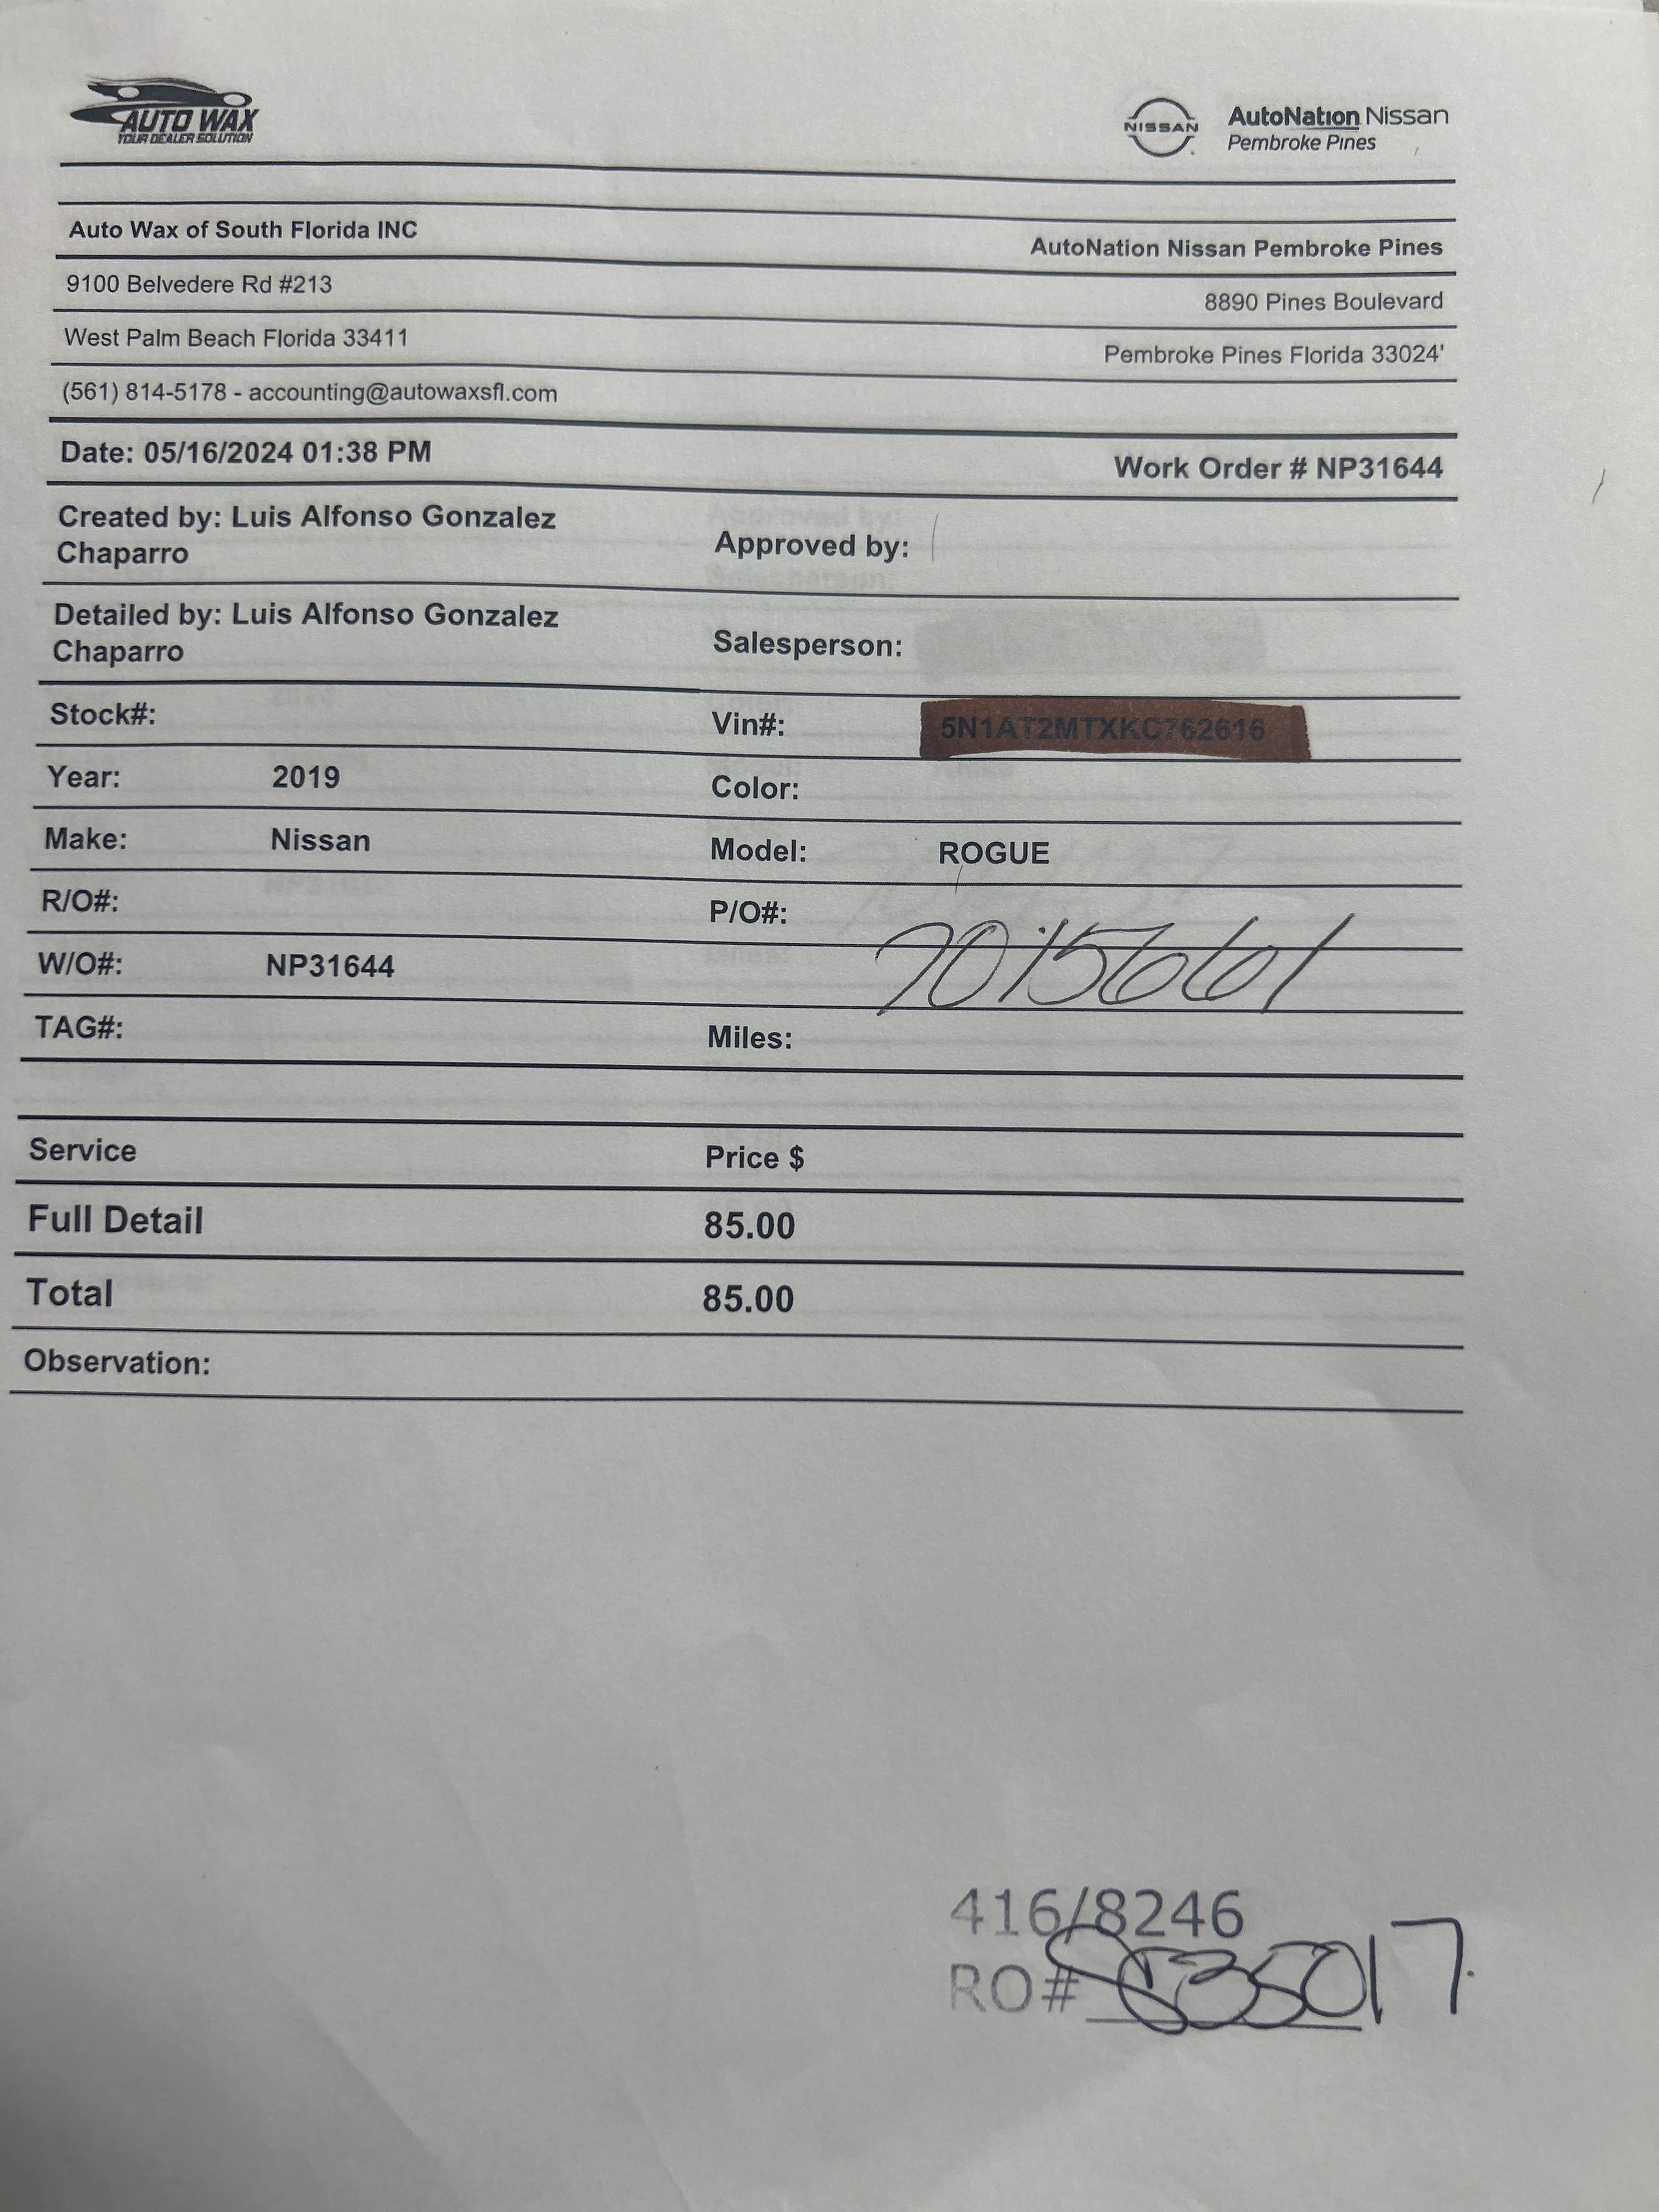 AUTO WAX
YOUR DEALER SOLUTION
NISSAN
AutoNation Nissan
Pembroke Pines
Auto Wax of South Florida INC
AutoNation Nissan Pembroke Pines
9100 Belvedere Rd #213
8890 Pines Boulevard
West Palm Beach Florida 33411
Pembroke Pines Florida 33024'
(561) 814-5178 - accounting@autowaxsfl.com
Date: 05/16/2024 01:38 PM
Work Order # NP31644
Created by: Luis Alfonso Gonzalez
Chaparro
Approved by:
Detailed by: Luis Alfonso Gonzalez
Chaparro
Salesperson:
Stock#:
Vin#: 5N1AT2MTXKC762616
Year: 2019
Color:
Make: Nissan
Model: ROGUE
R/O#:
P/O#: 7015661
W/O#: NP31644
TAG#:
Miles:
Service Price $
Full Detail 85.00
Total 85.00
Observation:
416/8246
RO#